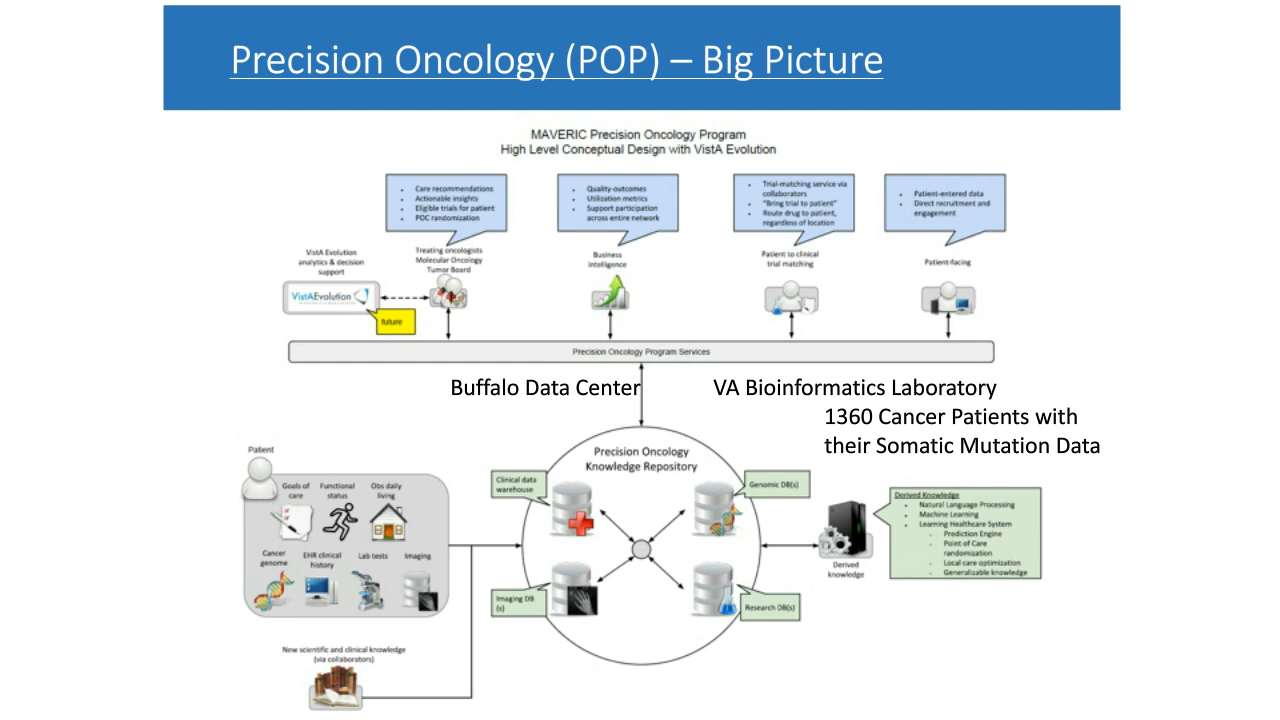 Precision Oncology (POP) – Big Picture
MAVERIC Precision Oncology Program
High Level Conceptual Design with VistA Evolution
Care recommendations
Actionable insights
Eligible trials for patient
POC randomization
Quality-outcomes
Utilization metrics
Support participation
across entire network
Trial-matching service via
collaborators
"Bring trial to patient"
Route drug to patient,
regardless of location
Patient-entered data
Direct recruitment and
engagement
VistA Evolution
analytics & decision
support
Treating oncologists
Molecular Oncology
Tumor Board
Business
intelligence
Patient to clinical
trial matching
Patient-facing
VistAEvolution
future
Precision Oncology Program Services
Buffalo Data Center
VA Bioinformatics Laboratory
1360 Cancer Patients with
their Somatic Mutation Data
Patient
Goals of
care
Functional
status
Obs daily
living
Cancer
genome
EHR clinical
history
Lab tests
Imaging
New scientific and clinical knowledge
(via collaborators)
Precision Oncology
Knowledge Repository
Clinical data
warehouse
Genomic DB(s)
Imaging DB
(s)
Research DB(s)
Derived
knowledge
Derived Knowledge
Natural Language Processing
Machine Learning
Learning Healthcare System
Prediction Engine
Point of Care
randomization
Local care optimization
Generalizable knowledge